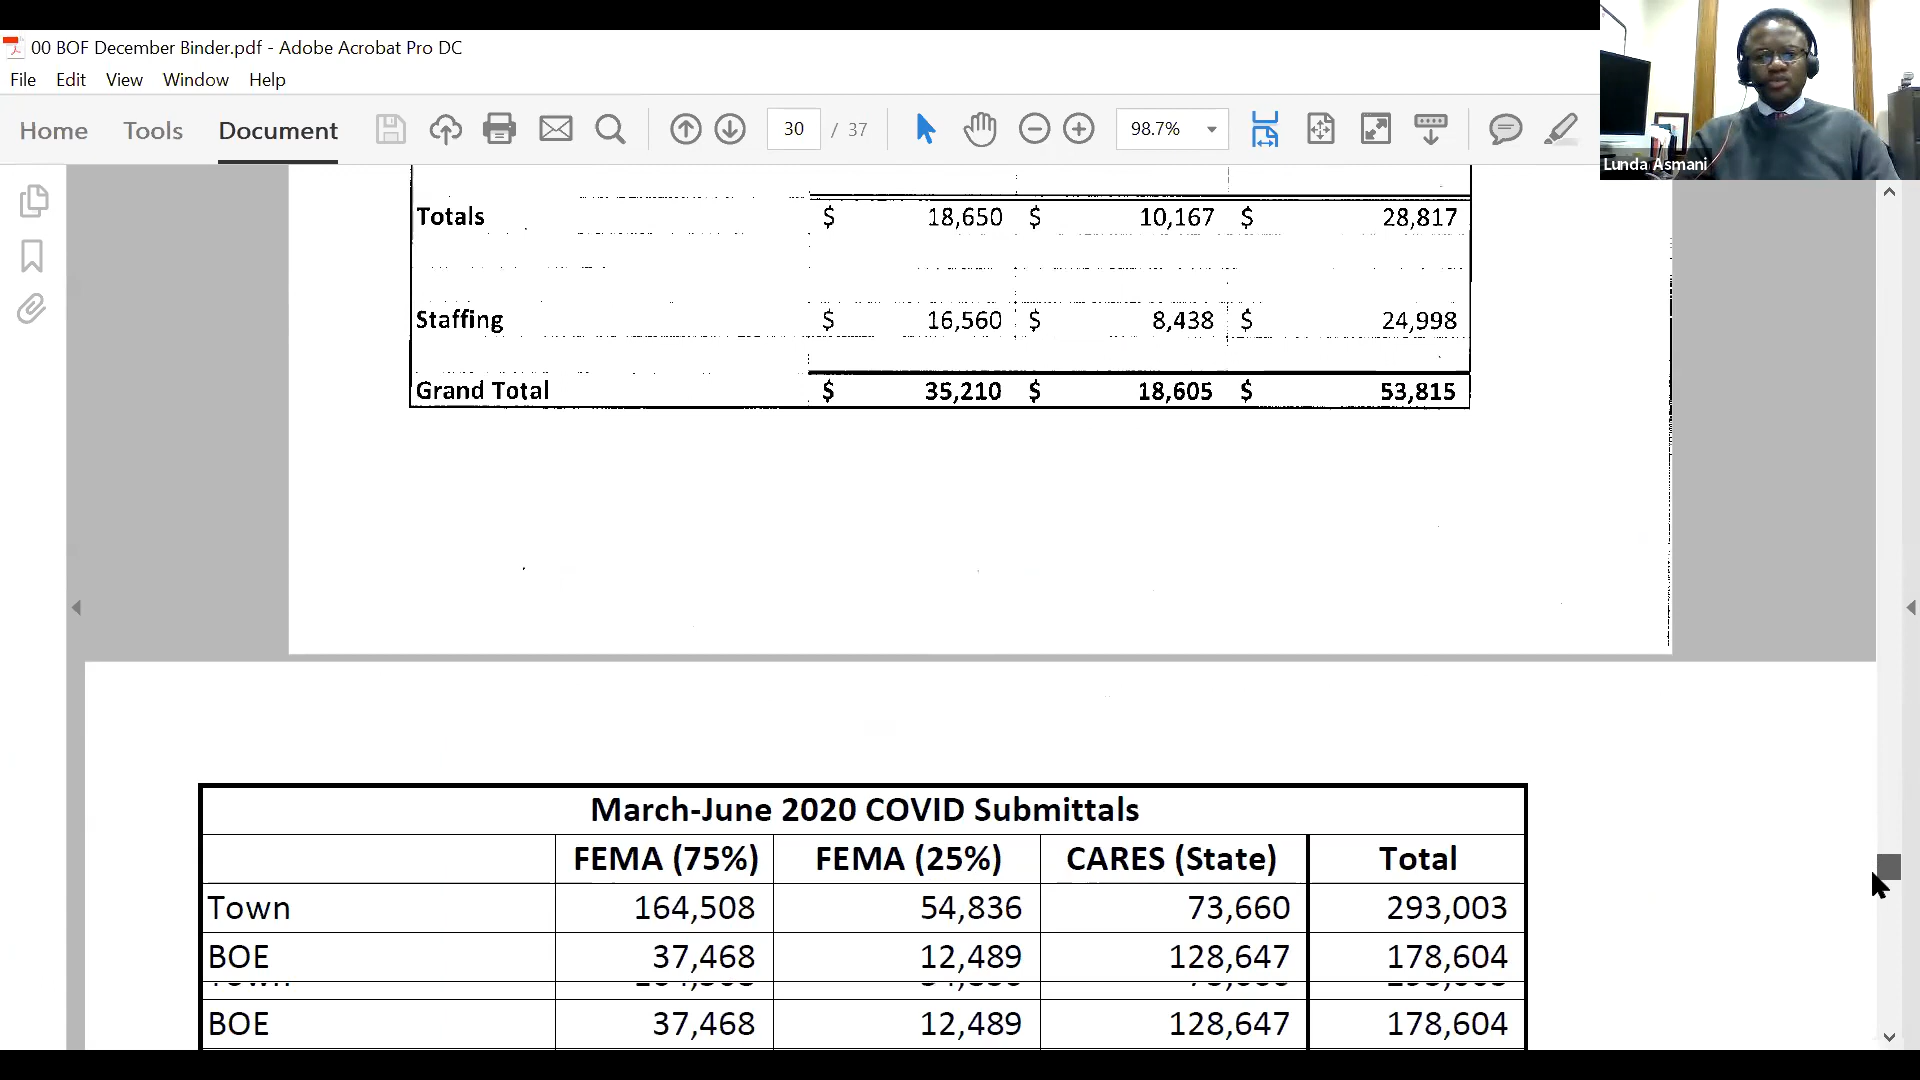 00 BOF December Binder.pdf - Adobe Acrobat Pro DC
File Edit View Window Help
Home Tools Document 30 / 37 98.7%
Lunda Asmani
Totals $ 18,650 $ 10,167 $ 28,817
Staffing $ 16,560 $ 8,438 $ 24,998
Grand Total $ 35,210 $ 18,605 $ 53,815
March-June 2020 COVID Submittals
FEMA (75%) FEMA (25%) CARES (State) Total
Town 164,508 54,836 73,660 293,003
BOE 37,468 12,489 128,647 178,604
BOE 37,468 12,489 128,647 178,604